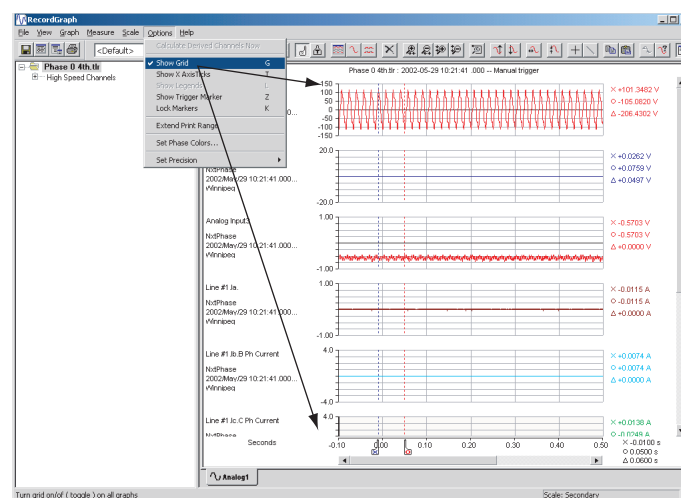 RecordGraph
File View Graph Measure Scale Options Help
<Default>
Calculate Derived Channels Now
Show Grid G
Show X AxisTicks T
Show Legends L
Show Trigger Marker Z
Lock Markers K
Extend Print Range
Set Phase Colors...
Set Precision
Phase 0 4th.tlr
High Speed Channels
Phase 0 4th.tlr : 2002-05-29 10:21:41 .000 -- Manual trigger
150
100
50
0
-50
-100
-150
×+101.3482 V
○-105.0820 V
△-206.4302 V
20.0
-20.0
NxtPhase
2002/May/29 10:21:41.000...
Winnipeg
×+0.0262 V
○+0.0759 V
△+0.0497 V
Analog Input3
NxtPhase
2002/May/29 10:21:41.000...
Winnipeg
1.00
-1.00
×-0.5703 V
○-0.5703 V
△+0.0000 V
Line #1.Ia.
NxtPhase
2002/May/29 10:21:41.000...
Winnipeg
1.00
-1.00
×-0.0115 A
○-0.0115 A
△+0.0000 A
Line #1.Ib.B Ph Current
NxtPhase
2002/May/29 10:21:41.000...
Winnipeg
4.0
-4.0
×+0.0074 A
○+0.0074 A
△+0.0000 A
Line #1.Ic.C Ph Current
NxtPhase
4.0
×+0.0138 A
○-0.0249 A
Seconds
-0.10 0.00 0.10 0.20 0.30 0.40 0.50
×-0.0100 s
○0.0500 s
△0.0600 s
Analog1
Turn grid on/of ( toggle ) on all graphs
Scale: Secondary